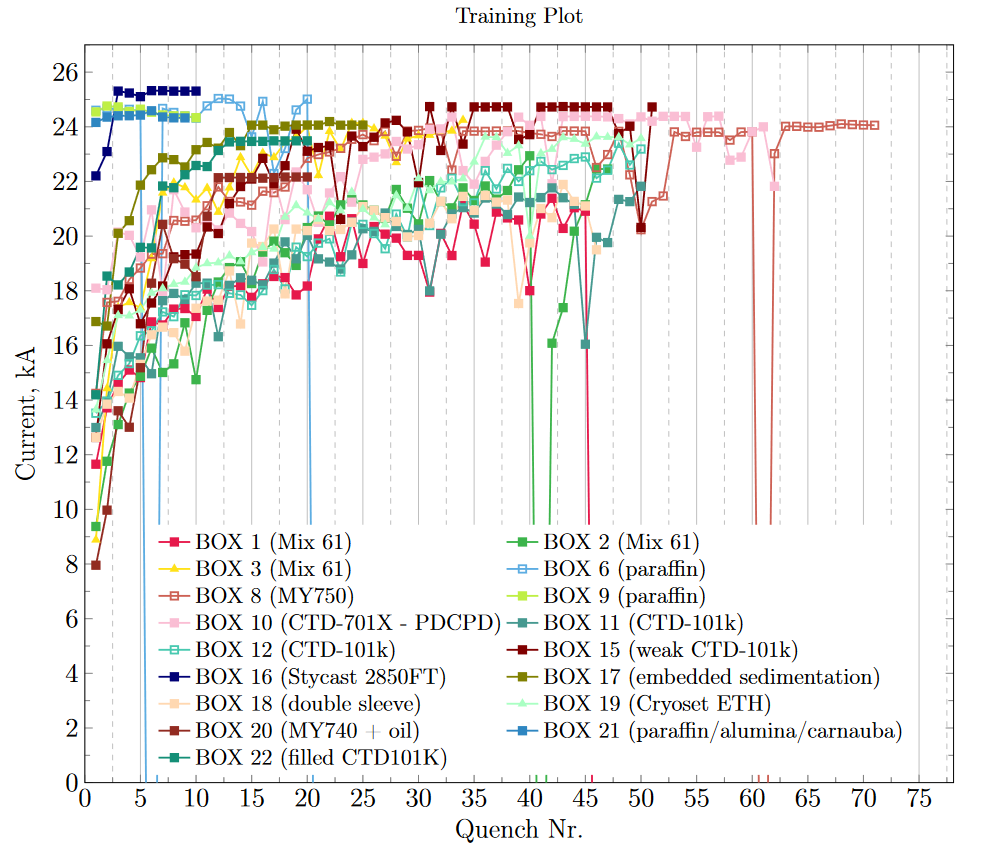 Training Plot
Current, kA
26
24
22
20
18
16
14
12
10
8
6
4
2
0
BOX 1 (Mix 61) BOX 2 (Mix 61)
BOX 3 (Mix 61) BOX 6 (paraffin)
BOX 8 (MY750) BOX 9 (paraffin)
BOX 10 (CTD-701X - PDCPD) BOX 11 (CTD-101k)
BOX 12 (CTD-101k) BOX 15 (weak CTD-101k)
BOX 16 (Stycast 2850FT) BOX 17 (embedded sedimentation)
BOX 18 (double sleeve) BOX 19 (Cryoset ETH)
BOX 20 (MY740 + oil) BOX 21 (paraffin/alumina/carnauba)
BOX 22 (filled CTD101K)
0 5 10 15 20 25 30 35 40 45 50 55 60 65 70 75
Quench Nr.